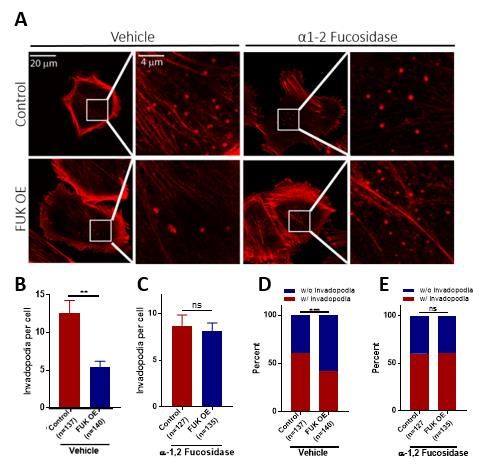 A
Vehicle
α1-2 Fucosidase
20 μm
4 μm
Control
FUK OE
B
C
D
E
w/o Invadopodia
w/ Invadopodia
w/o Invadopodia
w/ Invadopodia
15
10
5
0
Invadopodia per cell
**
Control
(n=137)
FUK OE
(n=140)
Vehicle
10
5
0
Invadopodia per cell
ns
Control
(n=127)
FUK OE
(n=135)
α-1,2 Fucosidase
100
50
0
Percent
***
Control
(n=137)
FUK OE
(n=140)
Vehicle
100
50
0
Percent
ns
Control
(n=127
FUK OE
(n=135)
α-1,2 Fucosidase